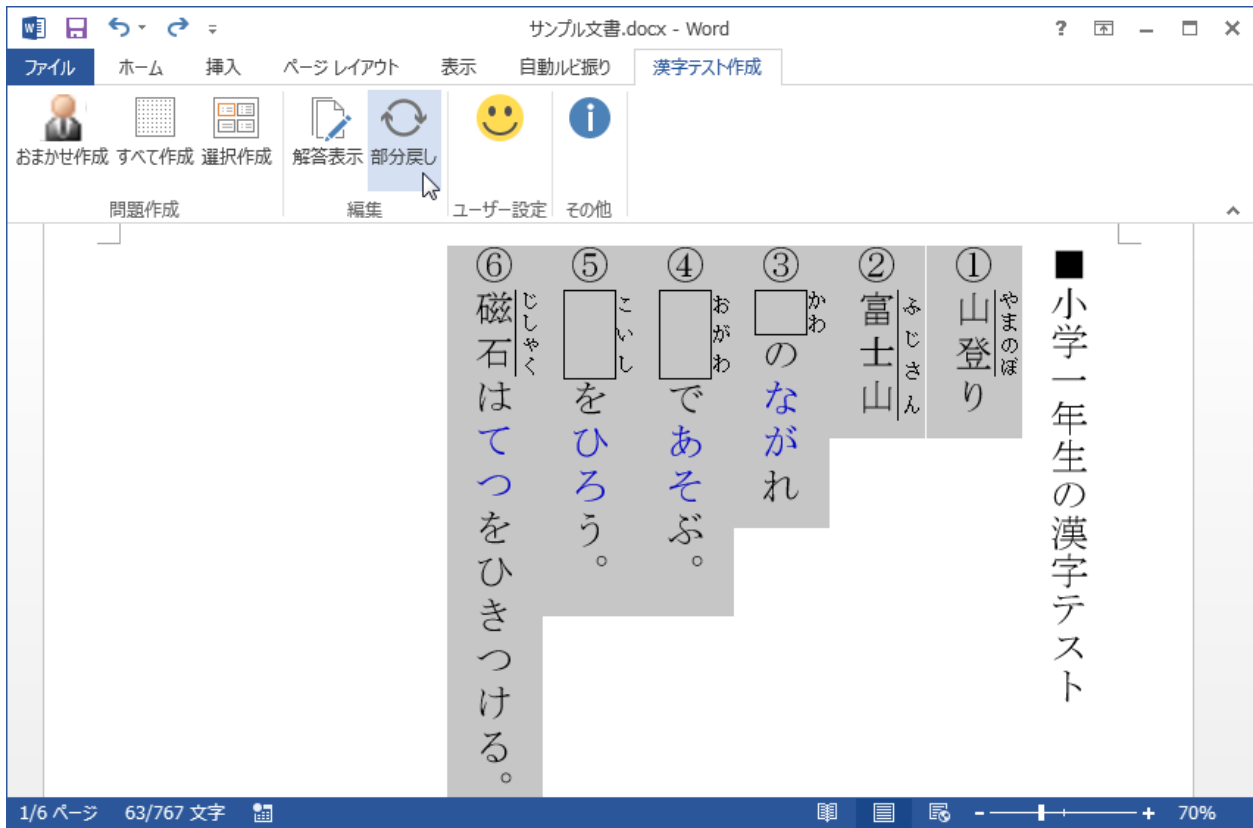 サンプル文書.docx - Word
ファイル ホーム 挿入 ページ レイアウト 表示 自動ルビ振り 漢字テスト作成
おまかせ作成 すべて作成 選択作成 解答表示 部分戻し
問題作成 編集 ユーザー設定 その他
■小学一年生の漢字テスト
①山登り
やまのぼ
②富士山
ふじさん
③のながれ
かわ
④であそぶ。
おがわ
⑤をひろう。
こいし
⑥磁石はてつをひきつける。
じしゃく
1/6 ページ 63/767 文字 70%